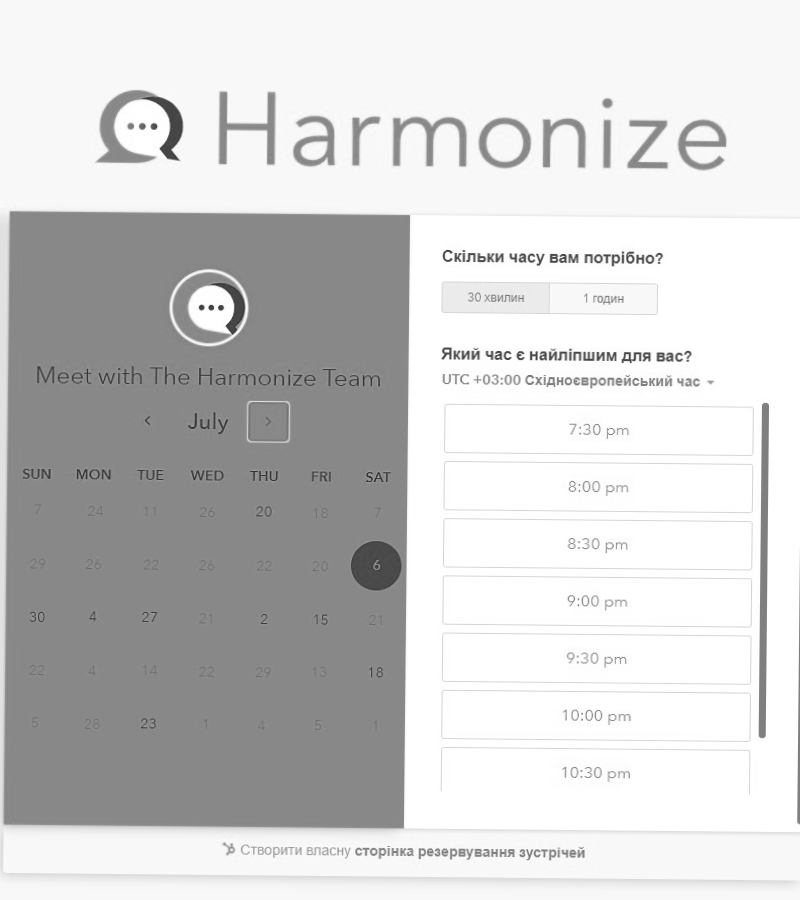 Harmonize
Meet with The Harmonize Team
July
SUN MON TUE WED THU FRI SAT
7 24 11 26 20 18 7
29 26 22 26 22 20 6
30 4 27 21 2 15 21
22 4 14 22 29 13 18
5 28 23 1 4 5 1
Скільки часу вам потрібно?
30 хвилин 1 годин
Який час є найліпшим для вас?
UTC +03:00 Східноєвропейський час
7:30 pm
8:00 pm
8:30 pm
9:00 pm
9:30 pm
10:00 pm
10:30 pm
Створити власну сторінка резервування зустрічей